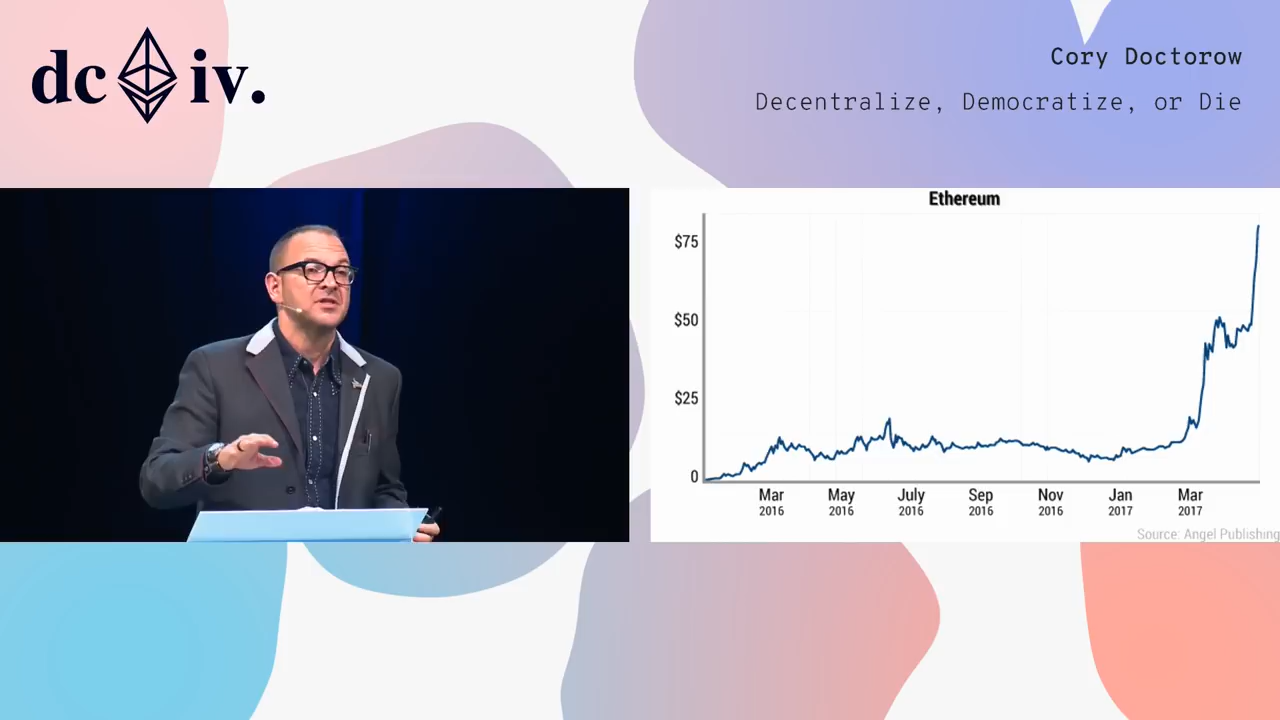 dc iv.
Cory Doctorow
Decentralize, Democratize, or Die
Ethereum
$75
$50
$25
0
Mar May July Sep Nov Jan Mar
2016 2016 2016 2016 2016 2017 2017
Source: Angel Publishing